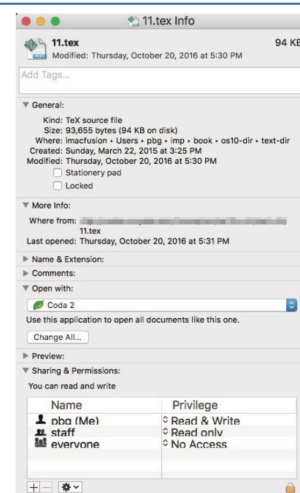 11.tex Info
11.tex 94 KB
Modified: Thursday, October 20, 2016 at 5:30 PM
Add Tags...
General:
Kind: TeX source file
Size: 93,655 bytes (94 KB on disk)
Where: imacfusion • Users • pbg • imp • book • os10-dir • text-dir
Created: Sunday, March 22, 2015 at 3:25 PM
Modified: Thursday, October 20, 2016 at 5:30 PM
Stationery pad
Locked
More Info:
Where from:
11.tex
Last opened: Thursday, October 20, 2016 at 5:31 PM
Name & Extension:
Comments:
Open with:
Coda 2
Use this application to open all documents like this one.
Change All...
Preview:
Sharing & Permissions:
You can read and write
Name Privilege
pbg (Me) Read & Write
staff Read only
everyone No Access